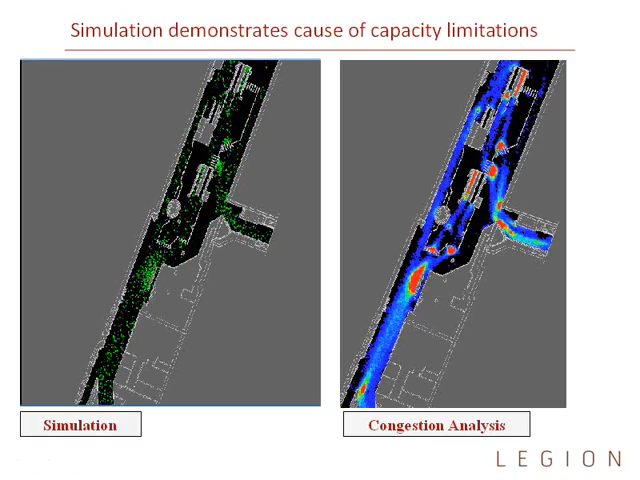 Simulation demonstrates cause of capacity limitations
Simulation
Congestion Analysis
LEGION